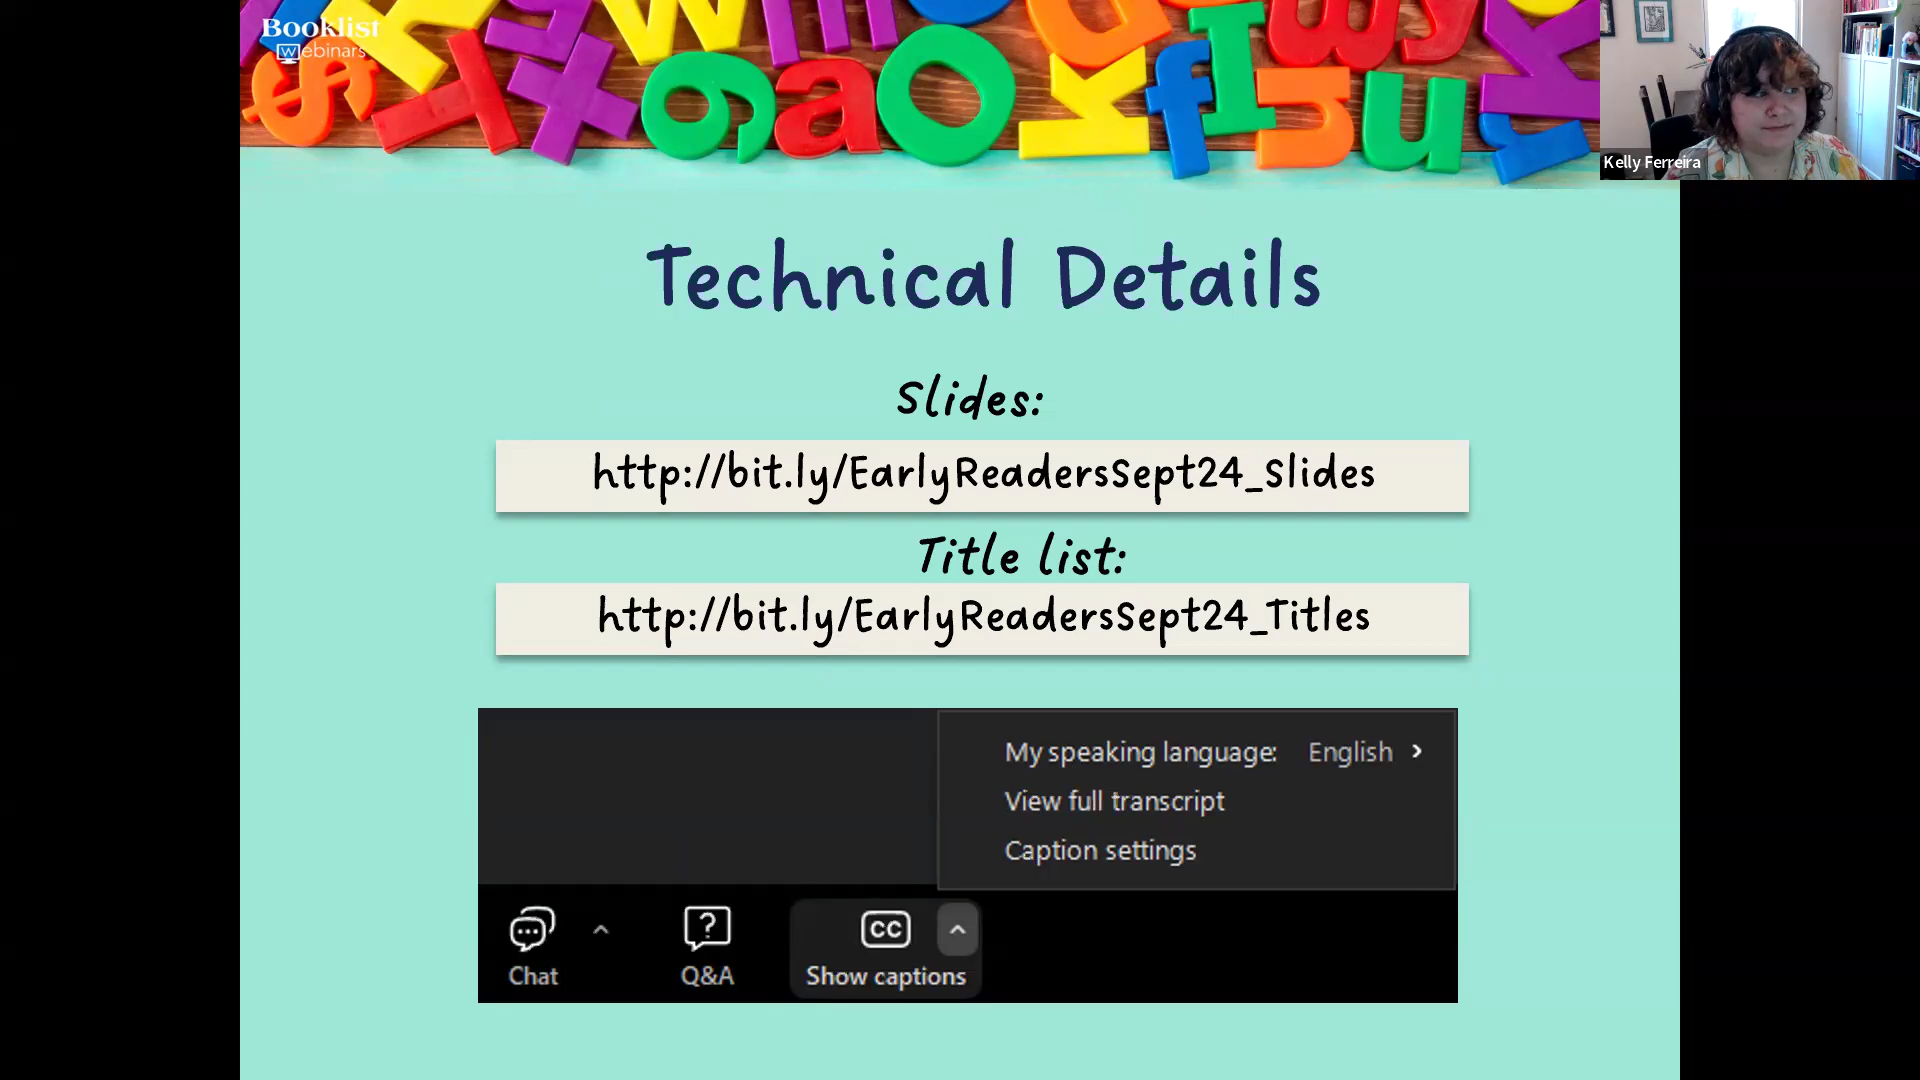 Booklist
Webinars
Kelly Ferreira
Technical Details
Slides:
http://bit.ly/EarlyReadersSept24_Slides
Title list:
http://bit.ly/EarlyReadersSept24_Titles
My speaking language: English
View full transcript
Caption settings
CC
Chat
Q&A
Show captions